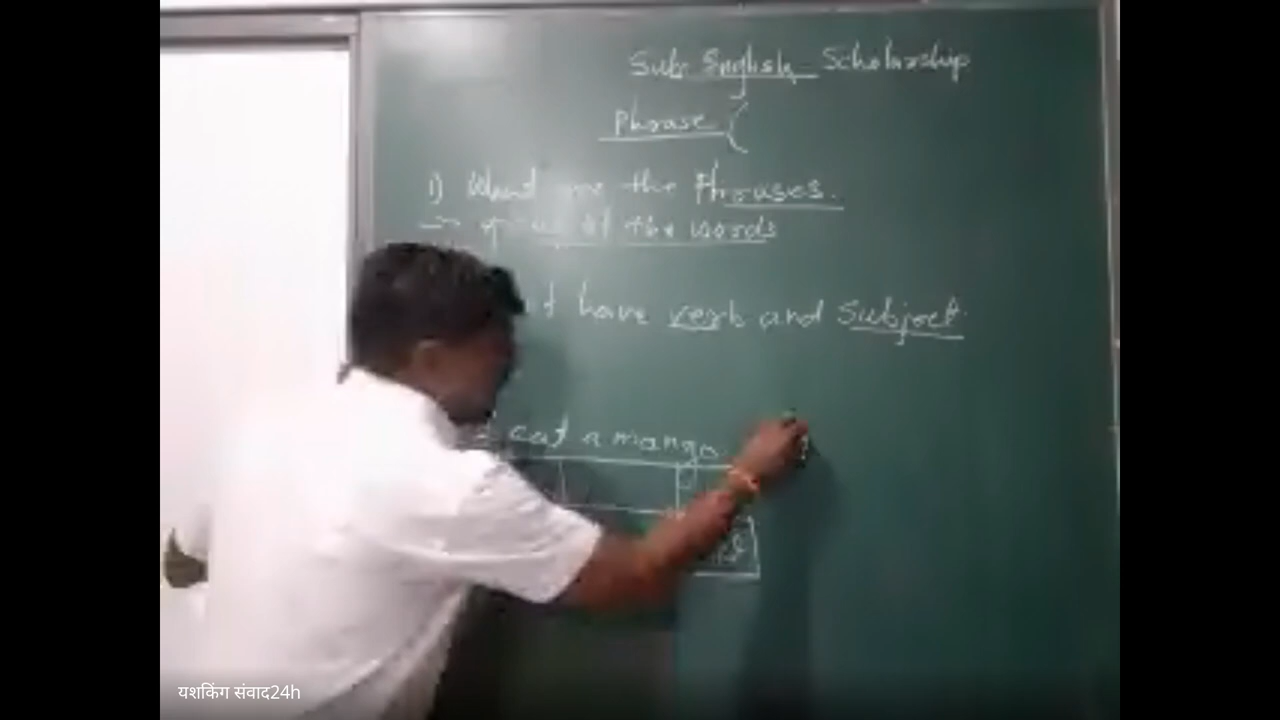 Sub-English Scholarship
Phrase (
1) What are the Phrases.
→ group of the words
t have verb and Subject.
eat a mango.
यशकिंग संवाद24h